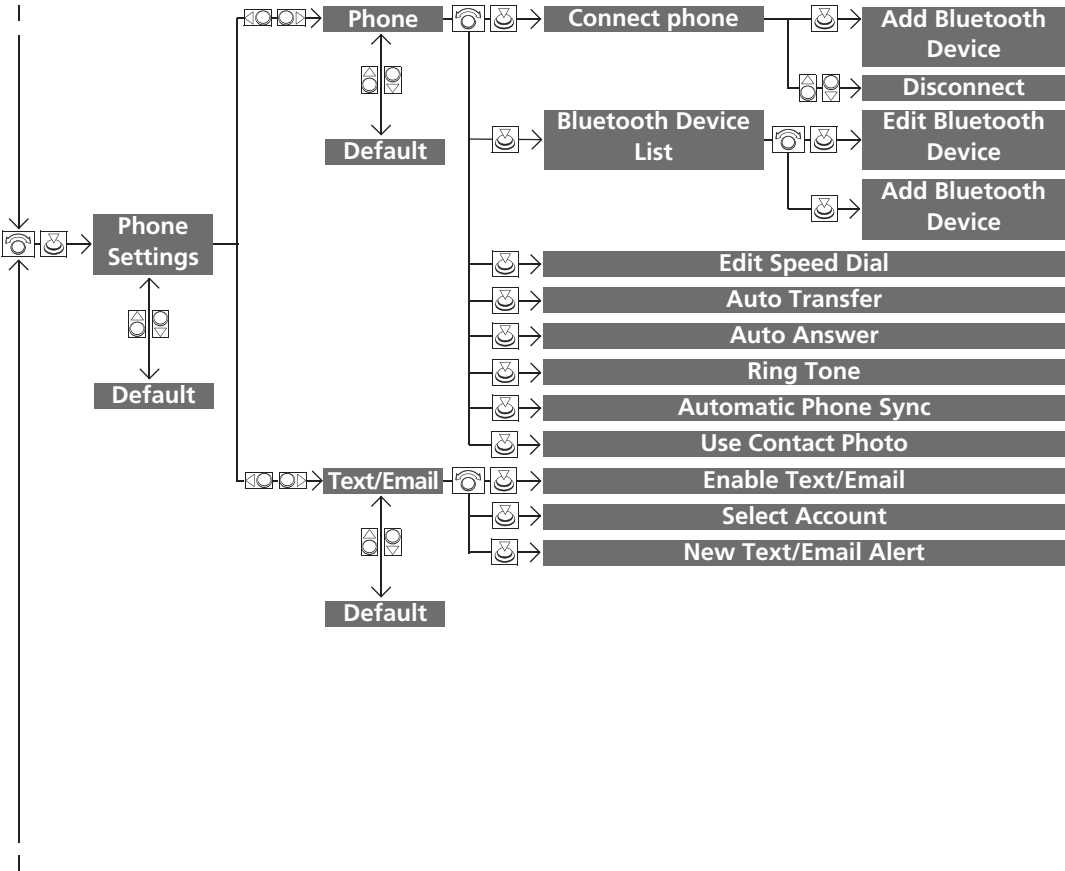 Phone
Connect phone
Add Bluetooth
Device
Disconnect
Default
Bluetooth Device
List
Edit Bluetooth
Device
Add Bluetooth
Device
Phone
Settings
Default
Edit Speed Dial
Auto Transfer
Auto Answer
Ring Tone
Automatic Phone Sync
Use Contact Photo
Text/Email
Enable Text/Email
Select Account
New Text/Email Alert
Default